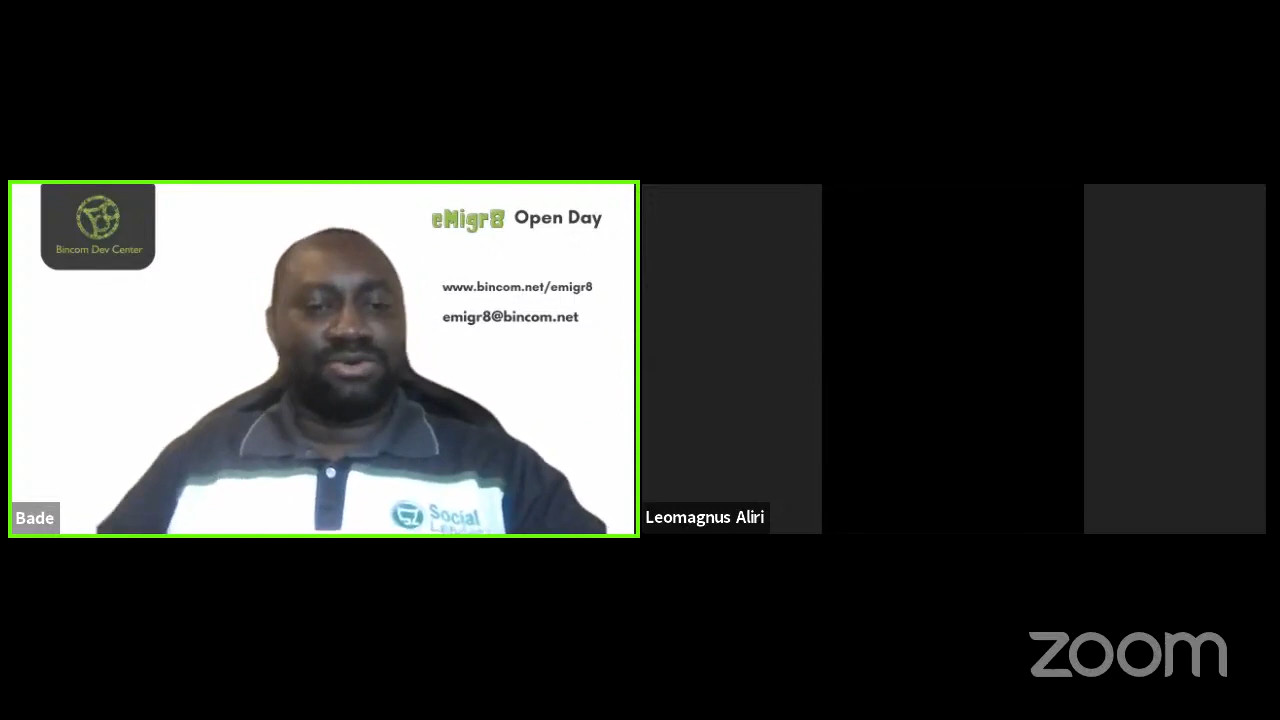 Bincom Dev Center
eMigr8 Open Day
www.bincom.net/emigr8
emigr8@bincom.net
Social
Bade
Leomagnus Aliri
zoom